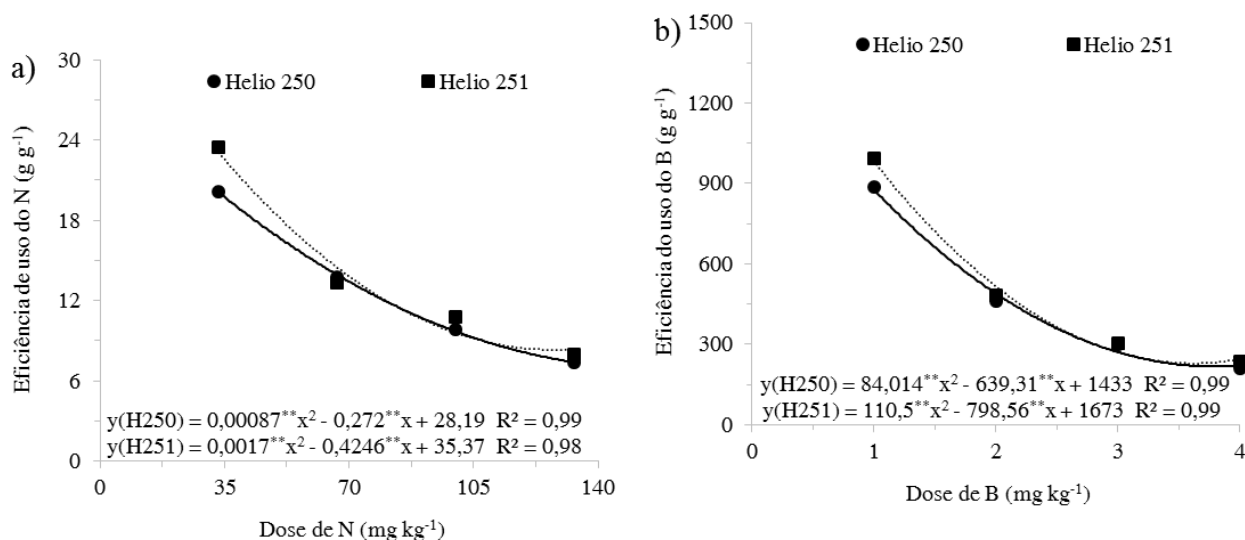 a)
Helio 250
Helio 251
30
24
18
12
6
0
Eficiência de uso do N (g g⁻¹)
y(H250) = 0,00087**x² - 0,272**x + 28,19 R² = 0,99
y(H251) = 0,0017**x² - 0,4246**x + 35,37 R² = 0,98
0 35 70 105 140
Dose de N (mg kg⁻¹)
b)
Helio 250
Helio 251
1500
1200
900
600
300
0
Eficiência do uso do B (g g⁻¹)
y(H250) = 84,014**x² - 639,31**x + 1433 R² = 0,99
y(H251) = 110,5**x² - 798,56**x + 1673 R² = 0,99
0 1 2 3 4
Dose de B (mg kg⁻¹)